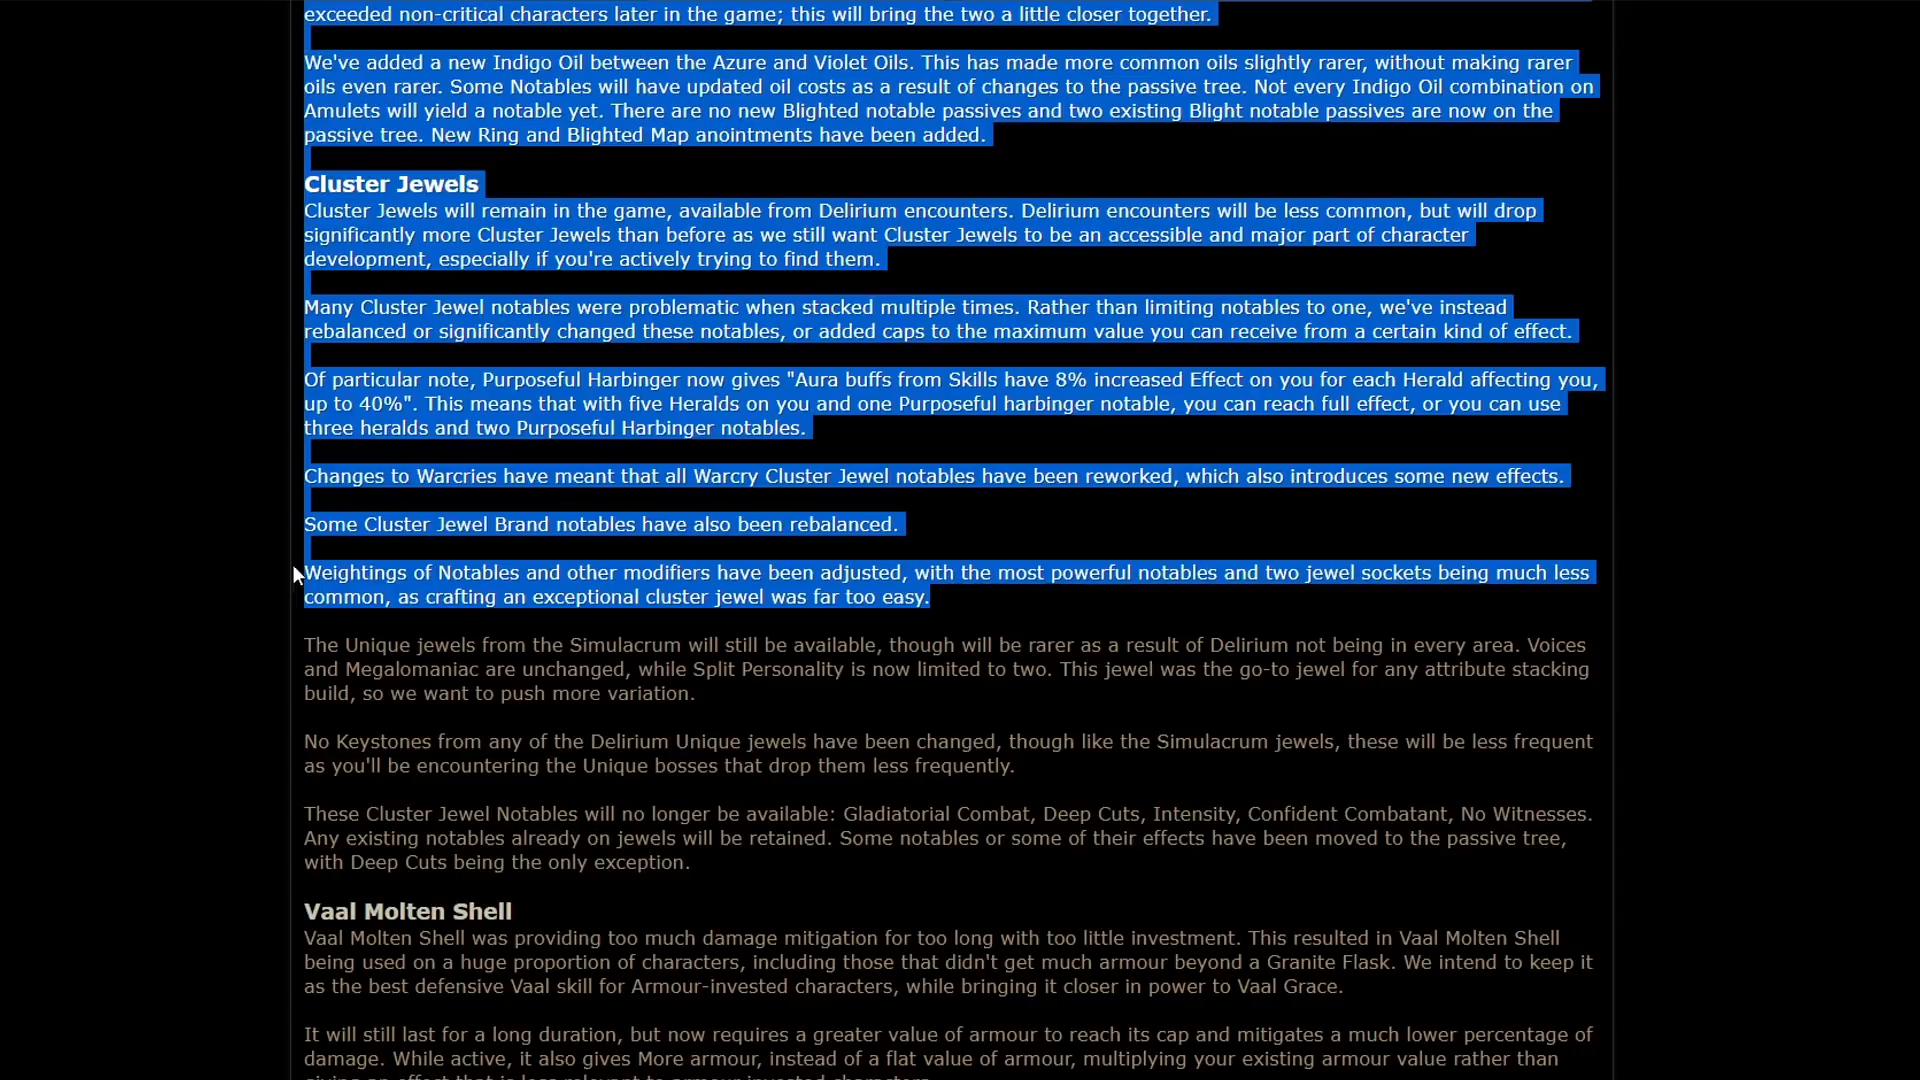 exceeded non-critical characters later in the game; this will bring the two a little closer together.
We've added a new Indigo Oil between the Azure and Violet Oils. This has made more common oils slightly rarer, without making rarer
oils even rarer. Some Notables will have updated oil costs as a result of changes to the passive tree. Not every Indigo Oil combination on
Amulets will yield a notable yet. There are no new Blighted notable passives and two existing Blight notable passives are now on the
passive tree. New Ring and Blighted Map anointments have been added.
Cluster Jewels
Cluster Jewels will remain in the game, available from Delirium encounters. Delirium encounters will be less common, but will drop
significantly more Cluster Jewels than before as we still want Cluster Jewels to be an accessible and major part of character
development, especially if you're actively trying to find them.
Many Cluster Jewel notables were problematic when stacked multiple times. Rather than limiting notables to one, we've instead
rebalanced or significantly changed these notables, or added caps to the maximum value you can receive from a certain kind of effect.
Of particular note, Purposeful Harbinger now gives "Aura buffs from Skills have 8% increased Effect on you for each Herald affecting you,
up to 40%". This means that with five Heralds on you and one Purposeful harbinger notable, you can reach full effect, or you can use
three heralds and two Purposeful Harbinger notables.
Changes to Warcries have meant that all Warcry Cluster Jewel notables have been reworked, which also introduces some new effects.
Some Cluster Jewel Brand notables have also been rebalanced.
Weightings of Notables and other modifiers have been adjusted, with the most powerful notables and two jewel sockets being much less
common, as crafting an exceptional cluster jewel was far too easy.
The Unique jewels from the Simulacrum will still be available, though will be rarer as a result of Delirium not being in every area. Voices
and Megalomaniac are unchanged, while Split Personality is now limited to two. This jewel was the go-to jewel for any attribute stacking
build, so we want to push more variation.
No Keystones from any of the Delirium Unique jewels have been changed, though like the Simulacrum jewels, these will be less frequent
as you'll be encountering the Unique bosses that drop them less frequently.
These Cluster Jewel Notables will no longer be available: Gladiatorial Combat, Deep Cuts, Intensity, Confident Combatant, No Witnesses.
Any existing notables already on jewels will be retained. Some notables or some of their effects have been moved to the passive tree,
with Deep Cuts being the only exception.
Vaal Molten Shell
Vaal Molten Shell was providing too much damage mitigation for too long with too little investment. This resulted in Vaal Molten Shell
being used on a huge proportion of characters, including those that didn't get much armour beyond a Granite Flask. We intend to keep it
as the best defensive Vaal skill for Armour-invested characters, while bringing it closer in power to Vaal Grace.
It will still last for a long duration, but now requires a greater value of armour to reach its cap and mitigates a much lower percentage of
damage. While active, it also gives More armour, instead of a flat value of armour, multiplying your existing armour value rather than
giving an effect that is less relevant to armour-invested characters.